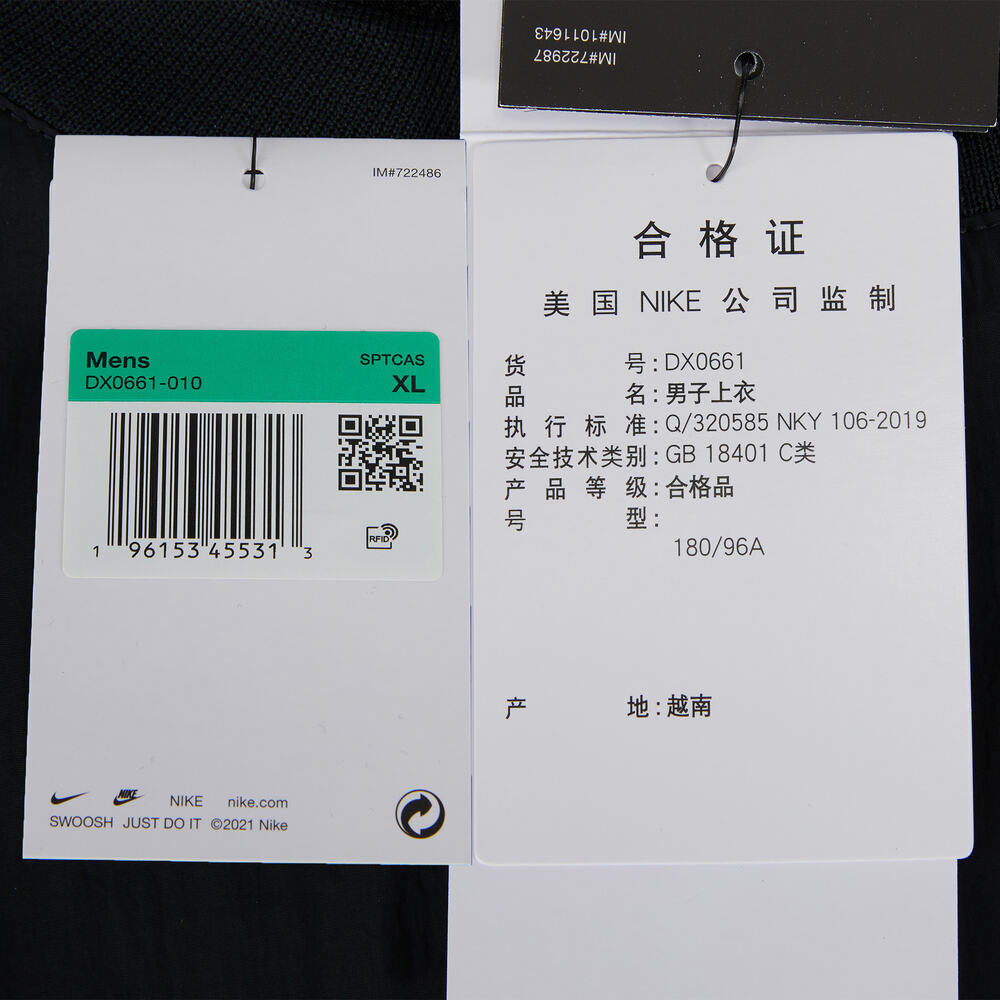 IM#1011643
IM#722987
IM#722486
Mens
SPTCAS
DX0661-010
XL
RFID
1 96153 45531 3
NIKE
NIKE
nike.com
SWOOSH JUST DO IT ©2021 Nike
合格证
美国NIKE公司监制
货号:DX0661
品名:男子上衣
执行标准:Q/320585 NKY 106-2019
安全技术类别:GB 18401 C类
产品等级:合格品
号型:
180/96A
产地:越南